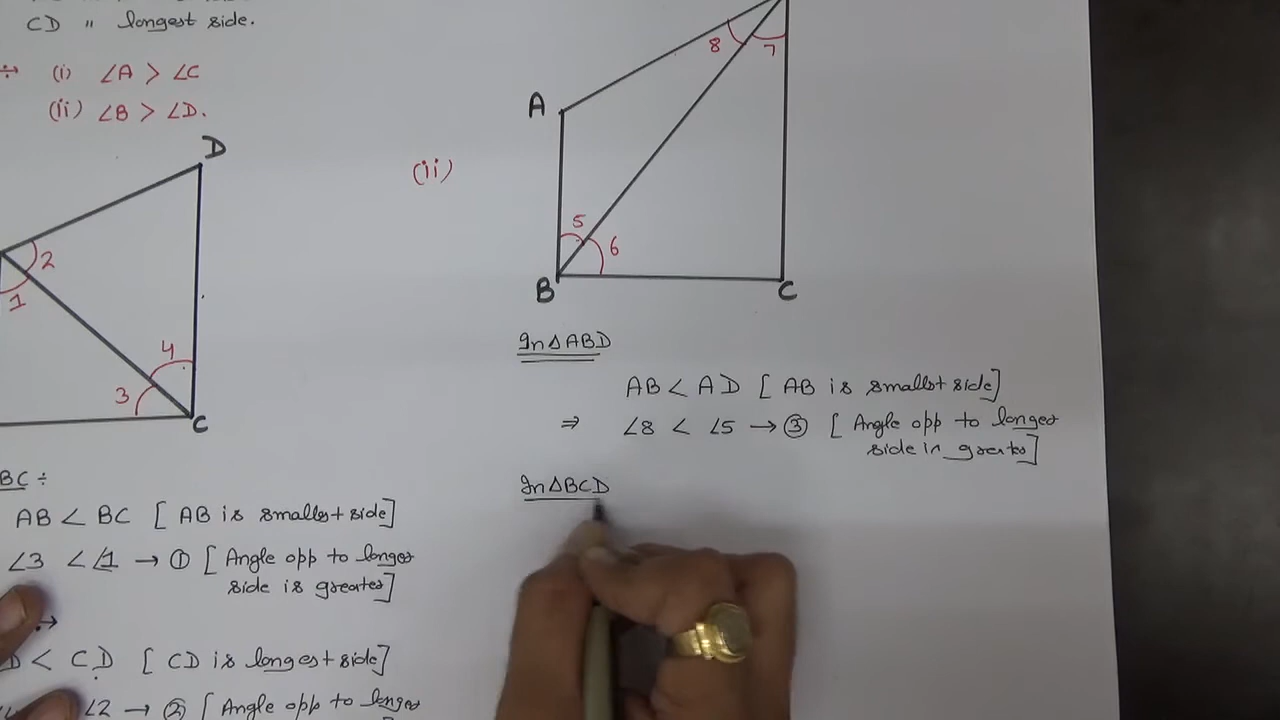 CD " longest side.
÷ (i) ∠A > ∠C
(ii) ∠B > ∠D.
D
2
1
4
3
C
BC ÷
AB < BC [AB is smallest side]
∠3 < ∠1 → ① [Angle opp to longer
side is greater]
D < CD [CD is longest side]
∠2 → ② [Angle opp to longer
(ii)
8
7
A
5
6
B
C
In ΔABD
AB < AD [AB is smallest side]
⇒ ∠8 < ∠5 → ③ [Angle opp to longer
side in greater]
In ΔBCD